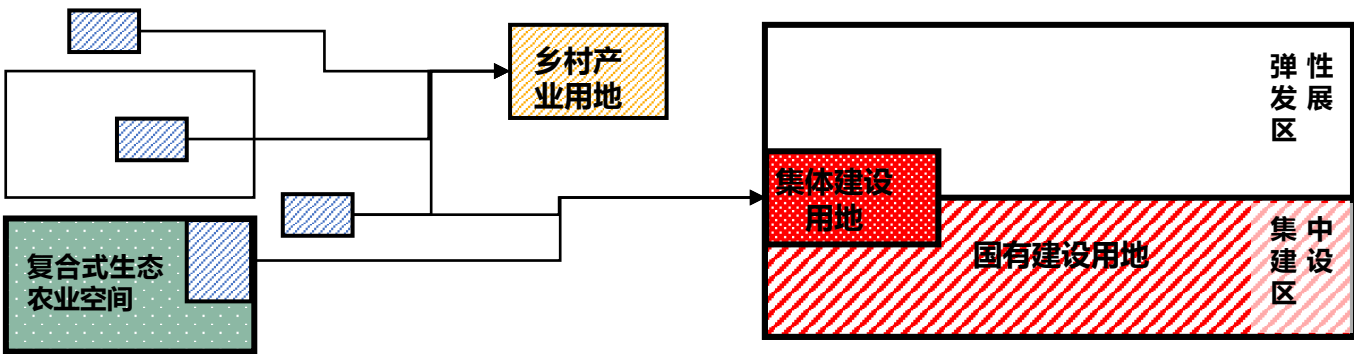 乡村产
业用地
弹性
发展
区
集体建设
用地
国有建设用地
集中
建设
区
复合式生态
农业空间